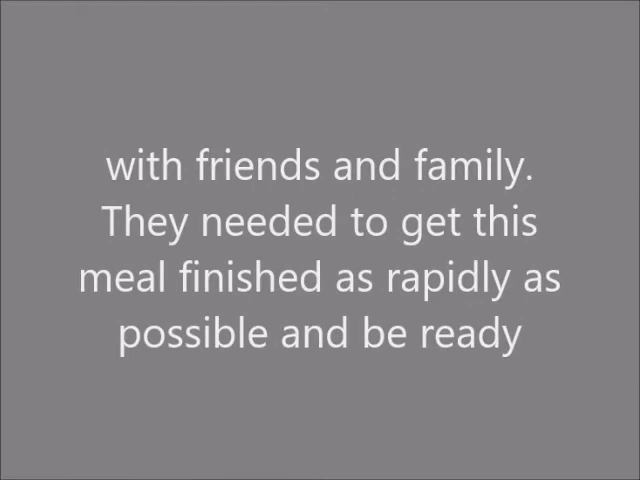 with friends and family.
They needed to get this
meal finished as rapidly as
possible and be ready